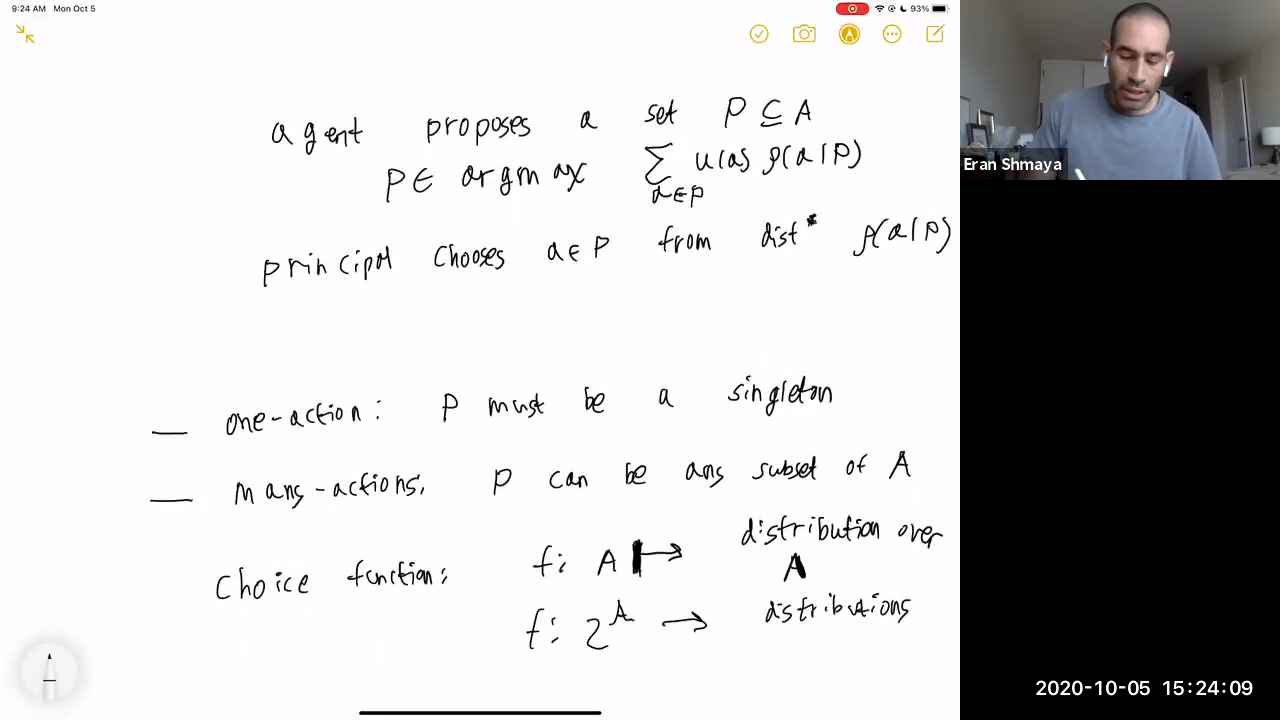 9:24 AM Mon Oct 5
93%
agent proposes a set P ⊆ A
P ∈ argmax ∑ u(a) ρ(a|P)
a∈P
principal chooses a ∈ P from dist* ρ(a|P)
Eran Shmaya
— one-action: P must be a singleton
— many-actions: P can be any subset of A
choice function: f: A ↦ distribution over A
f: 2^A → distributions
2020-10-05 15:24:09